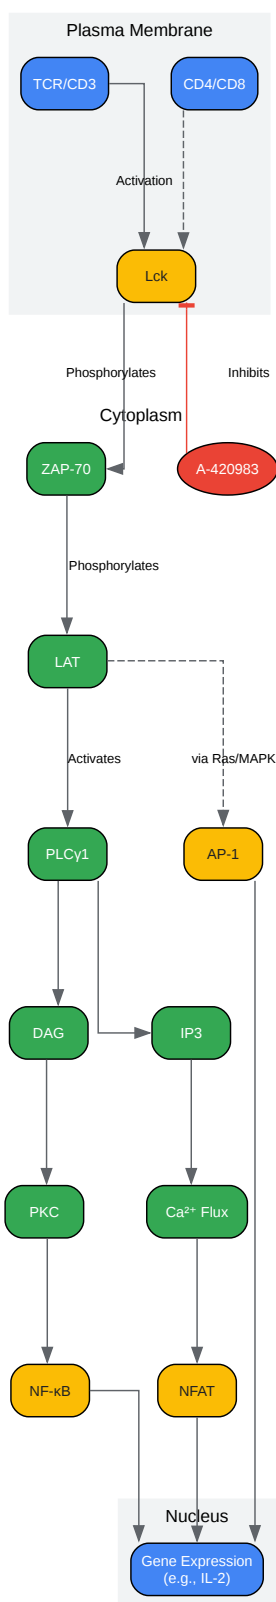 Plasma Membrane
TCR/CD3
CD4/CD8
Activation
Lck
Phosphorylates
Inhibits
Cytoplasm
ZAP-70
A-420983
Phosphorylates
LAT
Activates
via Ras/MAPK
PLCγ1
AP-1
DAG
IP3
PKC
Ca²⁺ Flux
NF-κB
NFAT
Nucleus
Gene Expression
(e.g., IL-2)